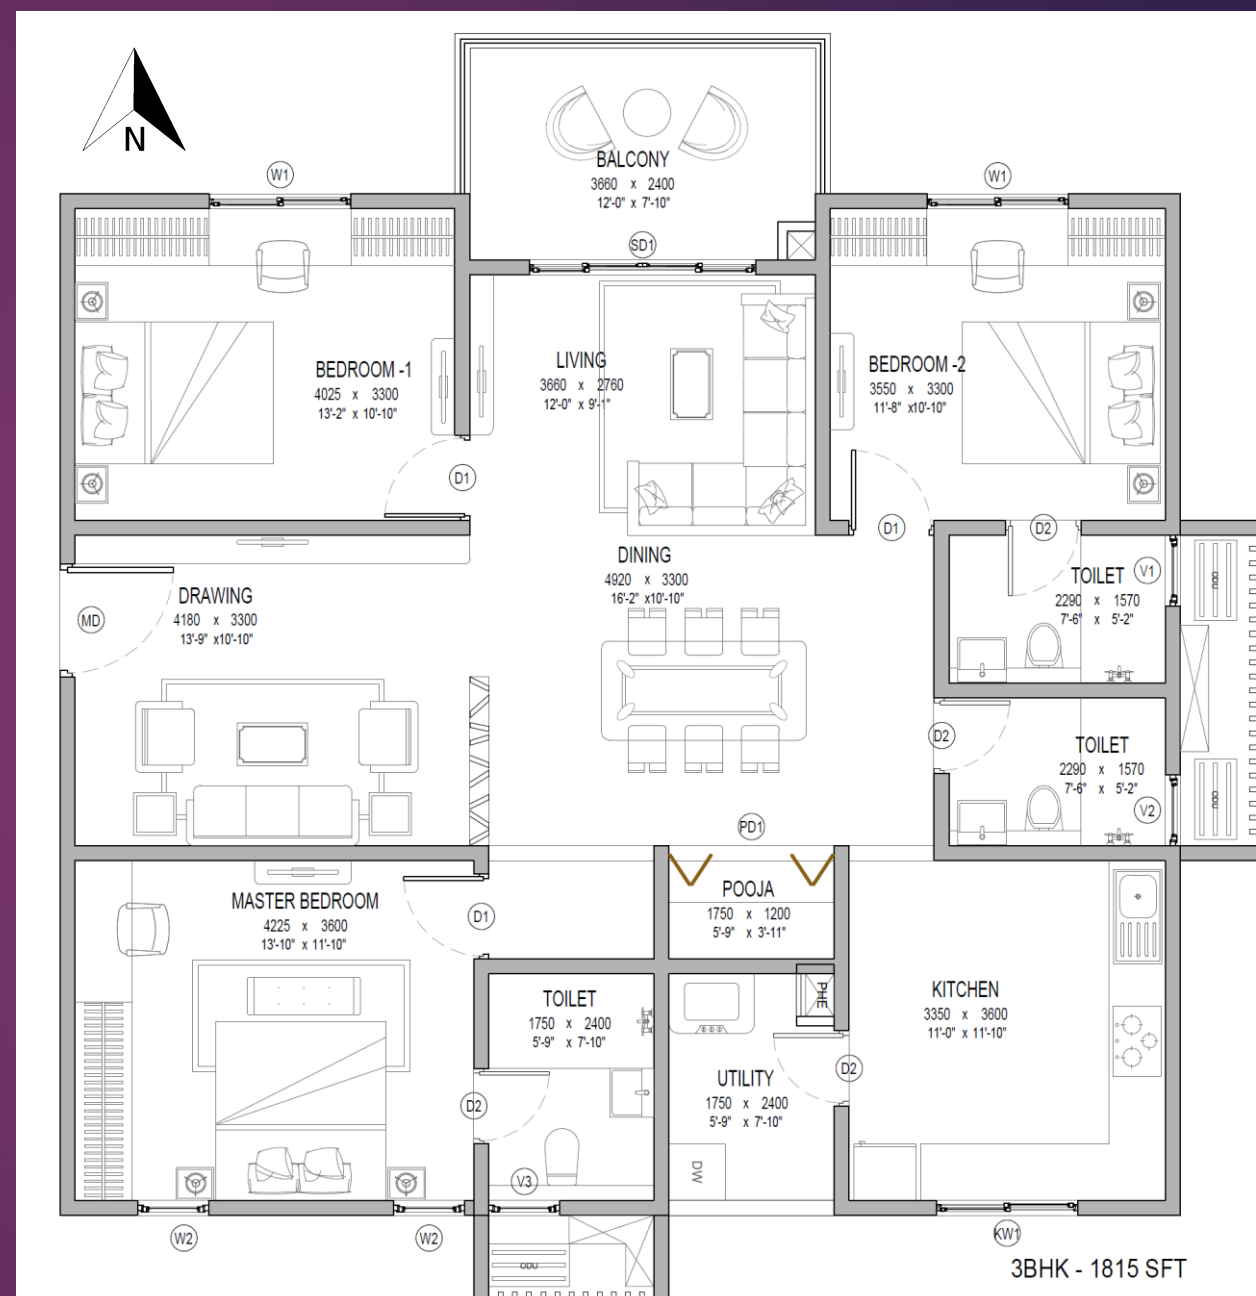 N
W1
W1
BALCONY
3660 x 2400
12'-0" x 7'-10"
SD1
BEDROOM -1
4025 x 3300
13'-2" x 10'-10"
LIVING
3660 x 2760
12'-0" x 9'-1"
BEDROOM -2
3550 x 3300
11'-8" x10'-10"
D1
D1
D2
DRAWING
4180 x 3300
13'-9" x10'-10"
MD
DINING
4920 x 3300
16'-2" x10'-10"
TOILET
2290 x 1570
7'-6" x 5'-2"
V1
ODU
D2
TOILET
2290 x 1570
7'-6" x 5'-2"
V2
ODU
PD1
MASTER BEDROOM
4225 x 3600
13'-10" x 11'-10"
D1
POOJA
1750 x 1200
5'-9" x 3'-11"
TOILET
1750 x 2400
5'-9" x 7'-10"
PHE
KITCHEN
3350 x 3600
11'-0" x 11'-10"
D2
UTILITY
1750 x 2400
5'-9" x 7'-10"
D2
DW
V3
W2
W2
KW1
ODU
3BHK - 1815 SFT